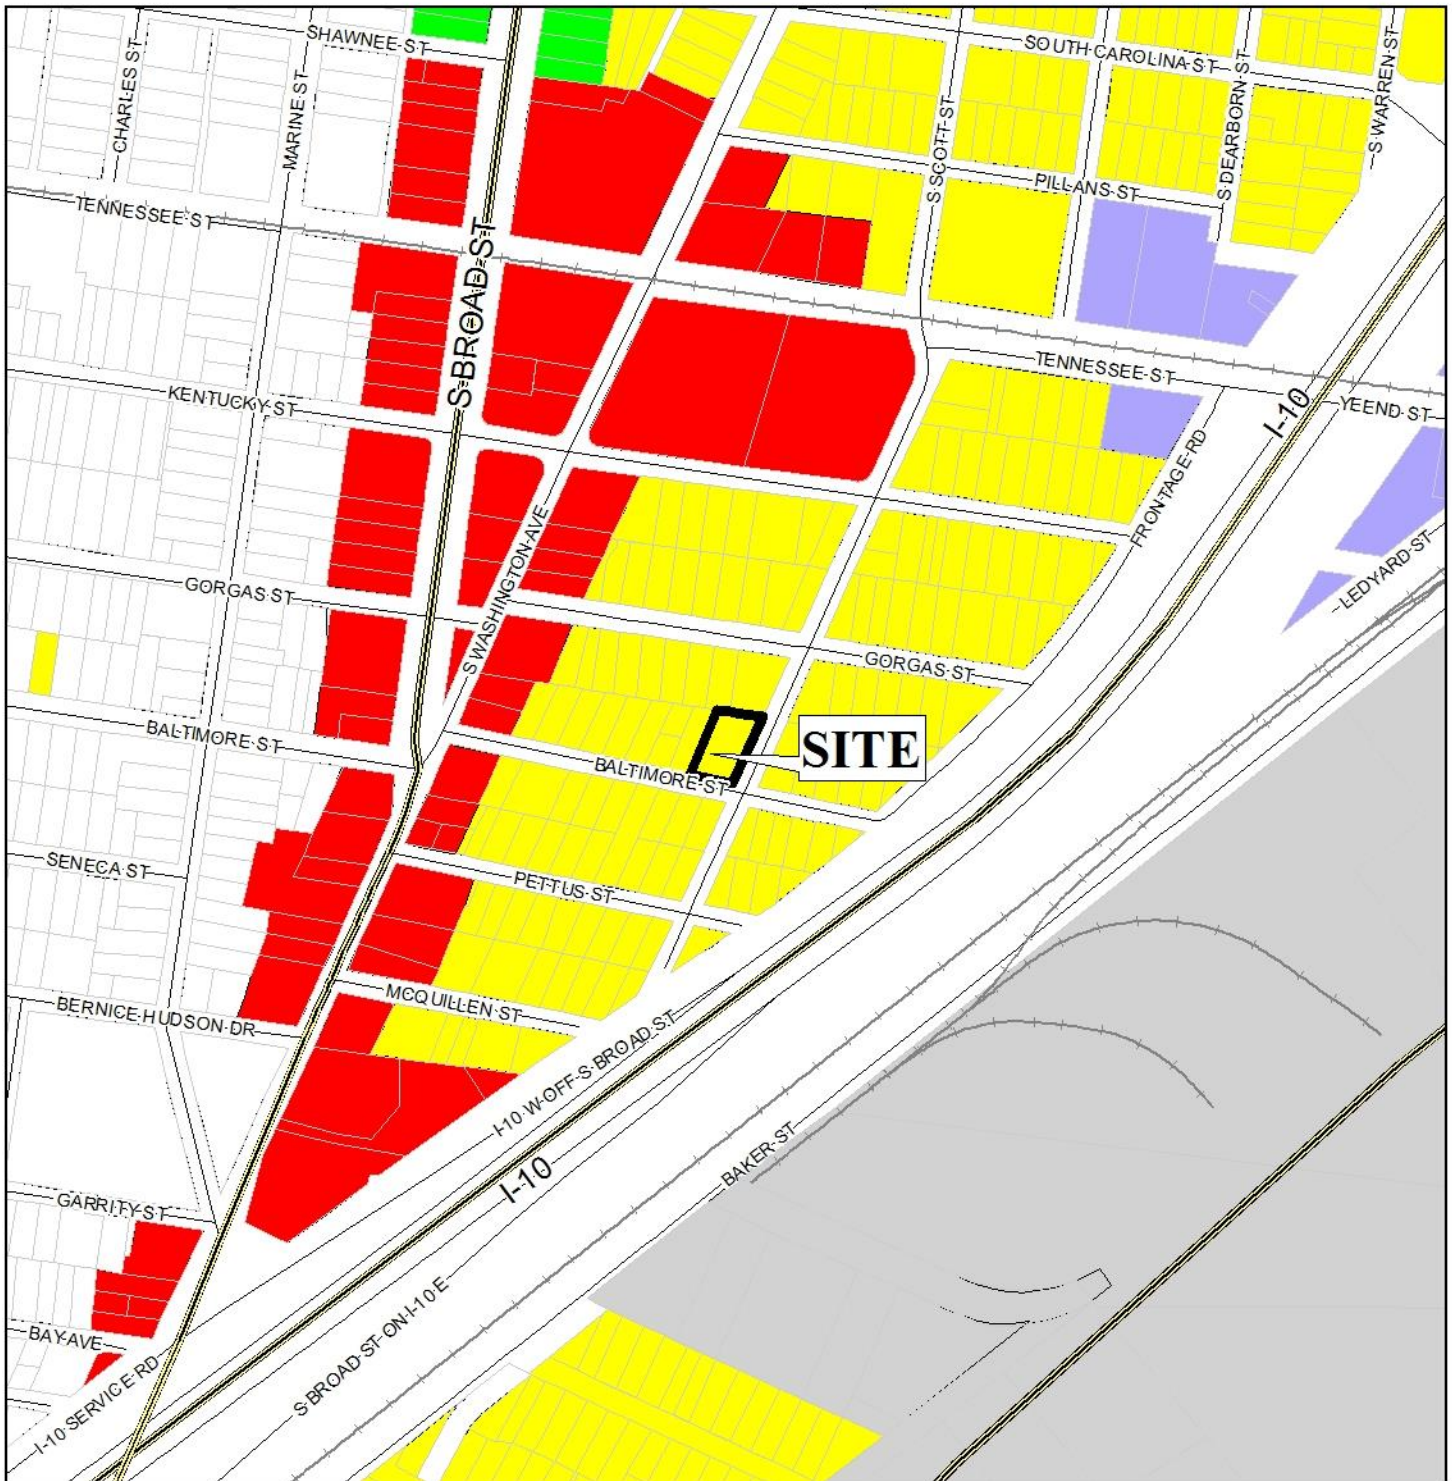 SHAWNEE ST
SOUTH CAROLINA ST
CHARLES ST
MARINE ST
S SCOTT ST
S DEARBORN ST
S WARREN ST
PILLANS ST
TENNESSEE ST
S BROAD ST
TENNESSEE ST
I-10
YEEND ST
KENTUCKY ST
FRONTAGE RD
LEDYARD ST
S WASHINGTON AVE
GORGAS ST
GORGAS ST
BALTIMORE ST
SITE
BALTIMORE ST
SENECA ST
PETTUS ST
MCQUILLEN ST
BERNICE HUDSON DR
I-10 W OFF S BROAD ST
I-10
BAKER ST
GARRITY ST
S BROAD ST ON I-10 E
BAY AVE
I-10 SERVICE RD